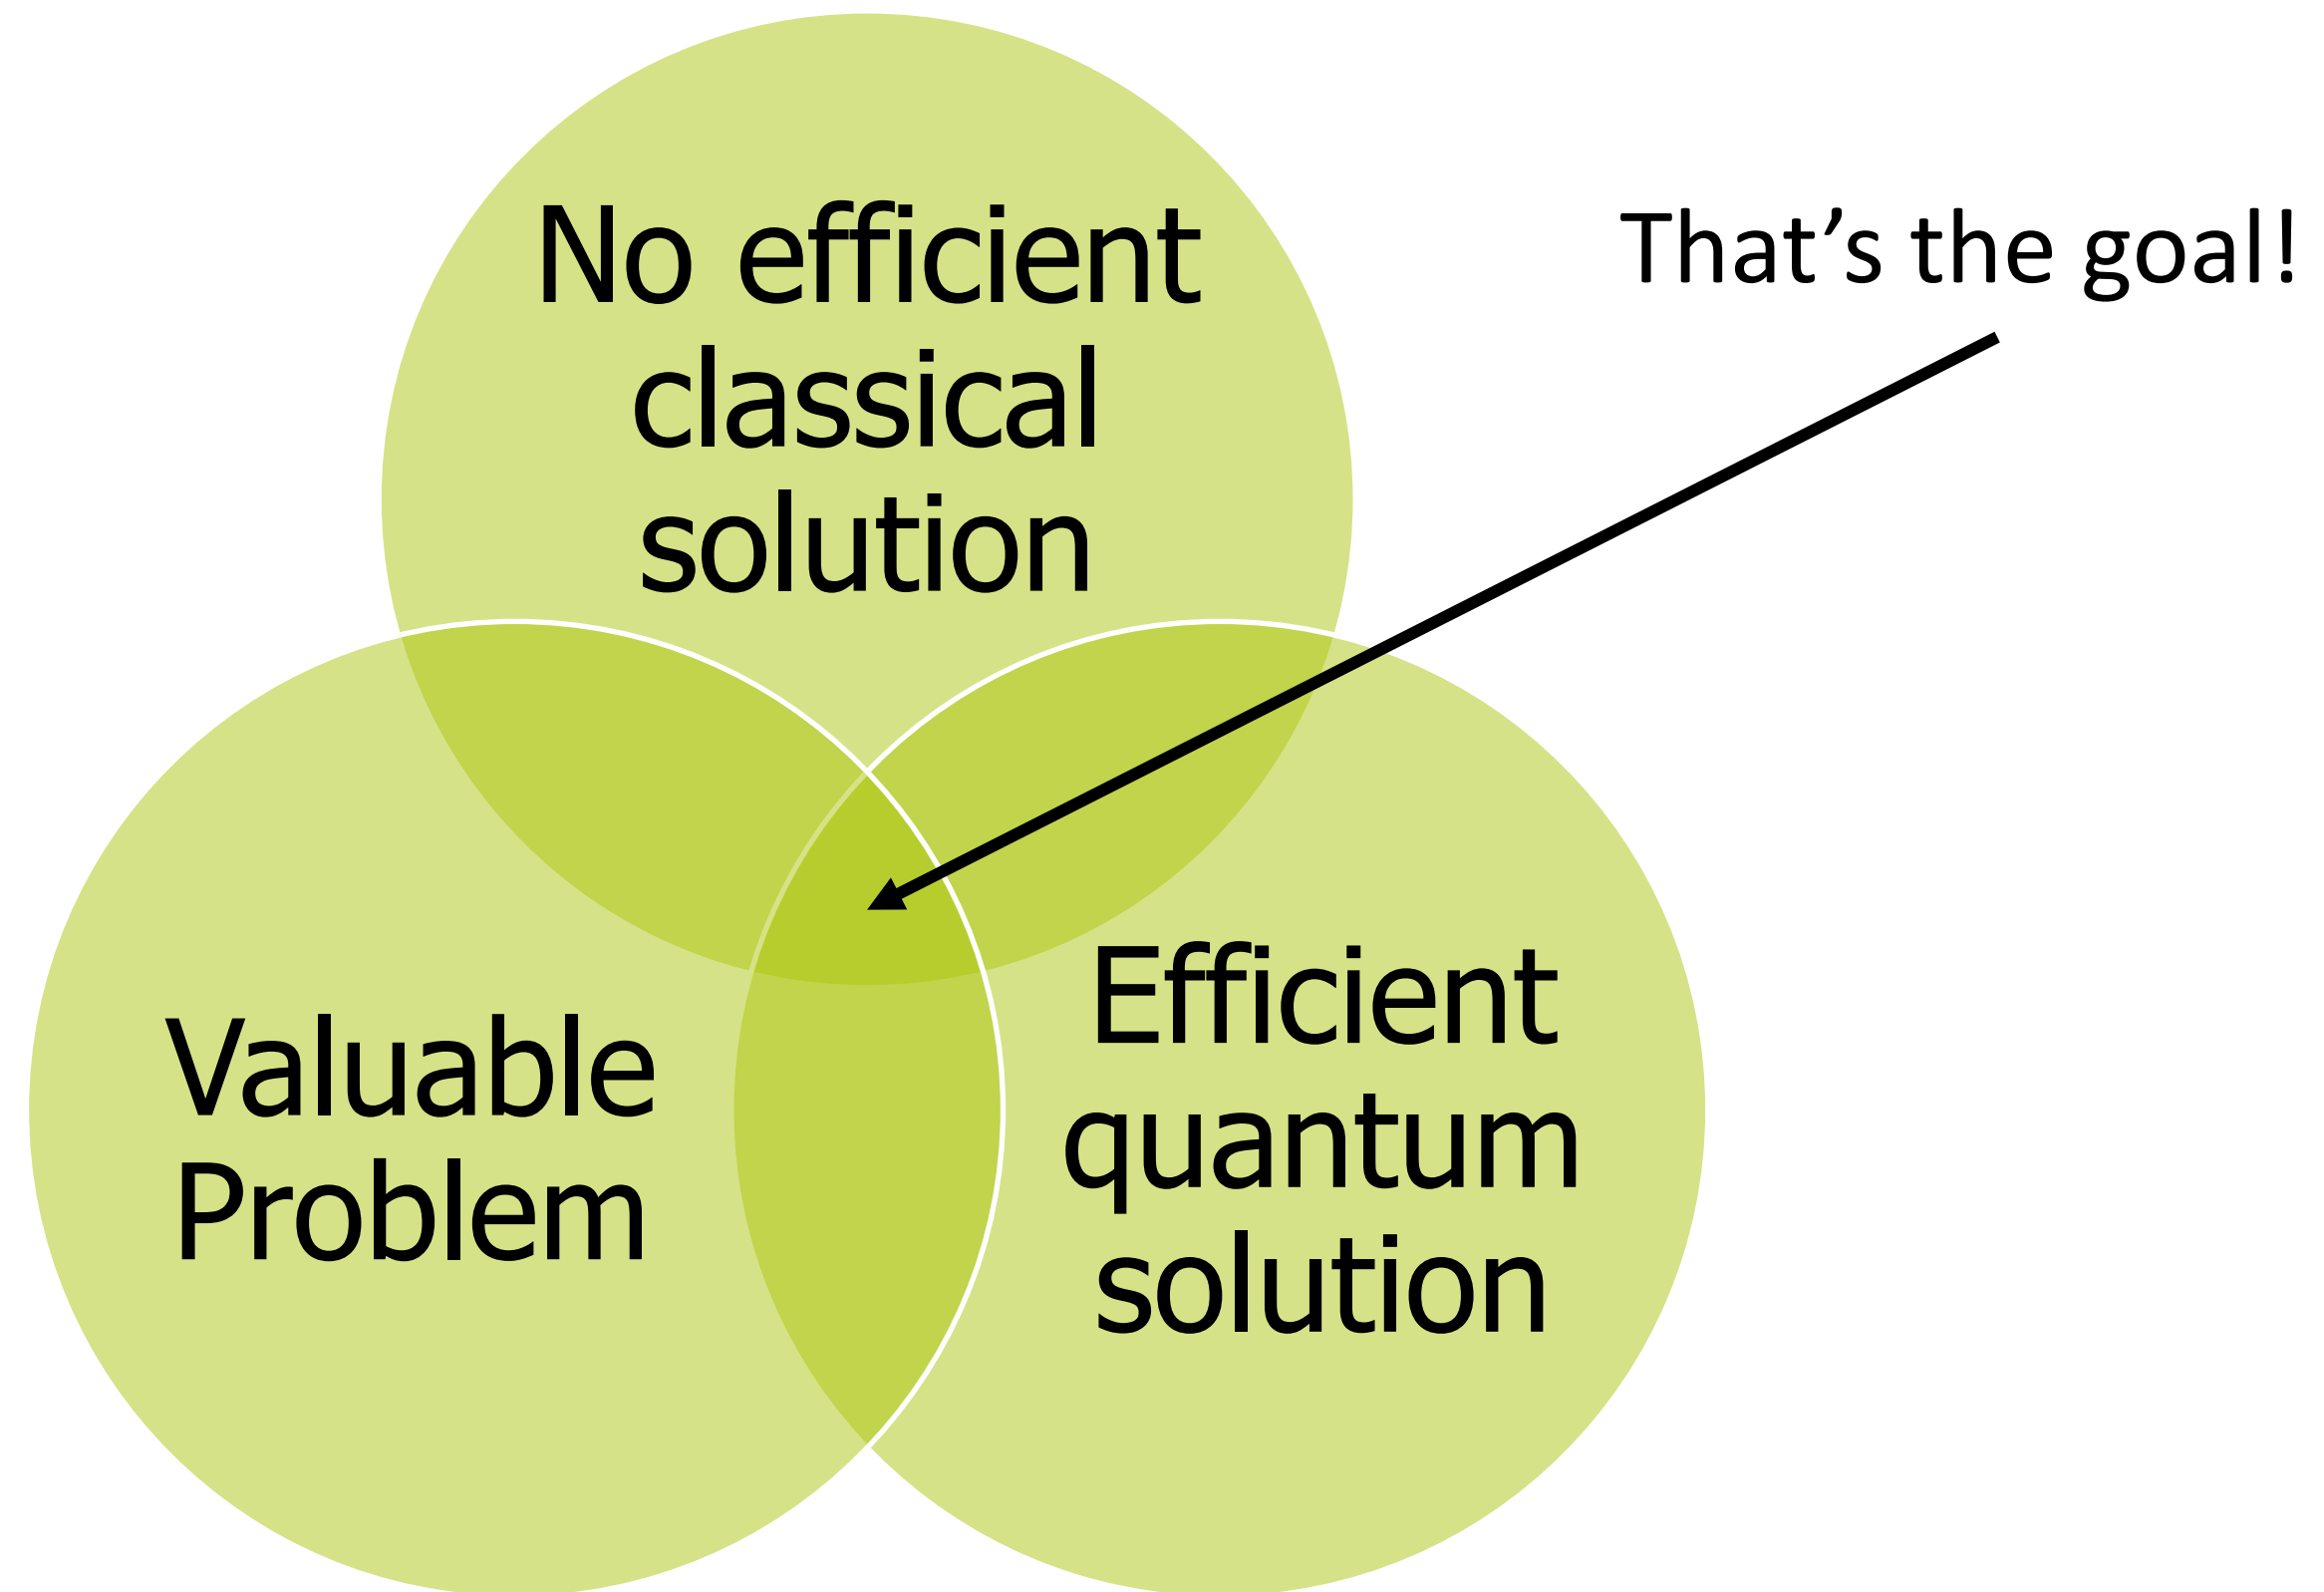 No efficient
classical
solution
That’s the goal!
Valuable
Problem
Efficient
quantum
solution